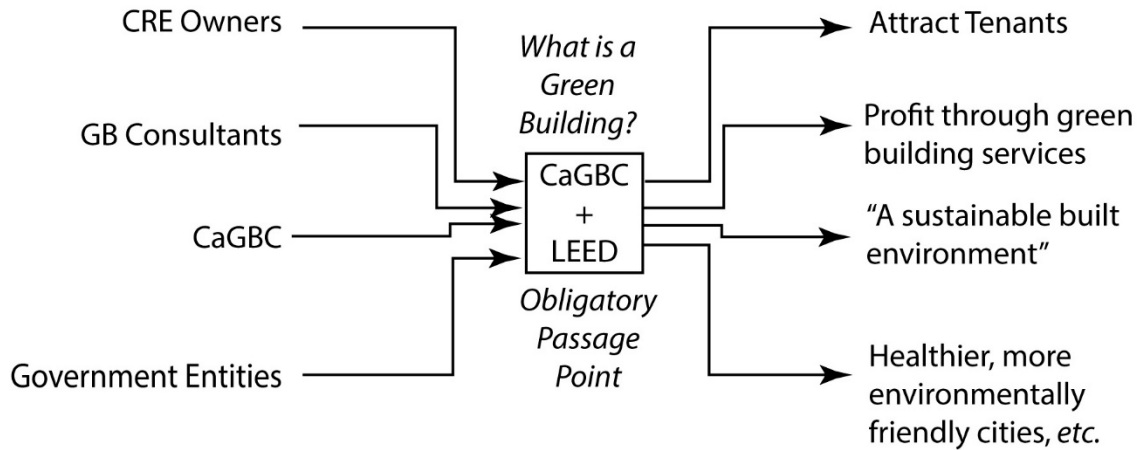 CRE Owners
GB Consultants
CaGBC
Government Entities
What is a
Green
Building?
CaGBC
+
LEED
Obligatory
Passage
Point
Attract Tenants
Profit through green
building services
“A sustainable built
environment”
Healthier, more
environmentally
friendly cities, etc.